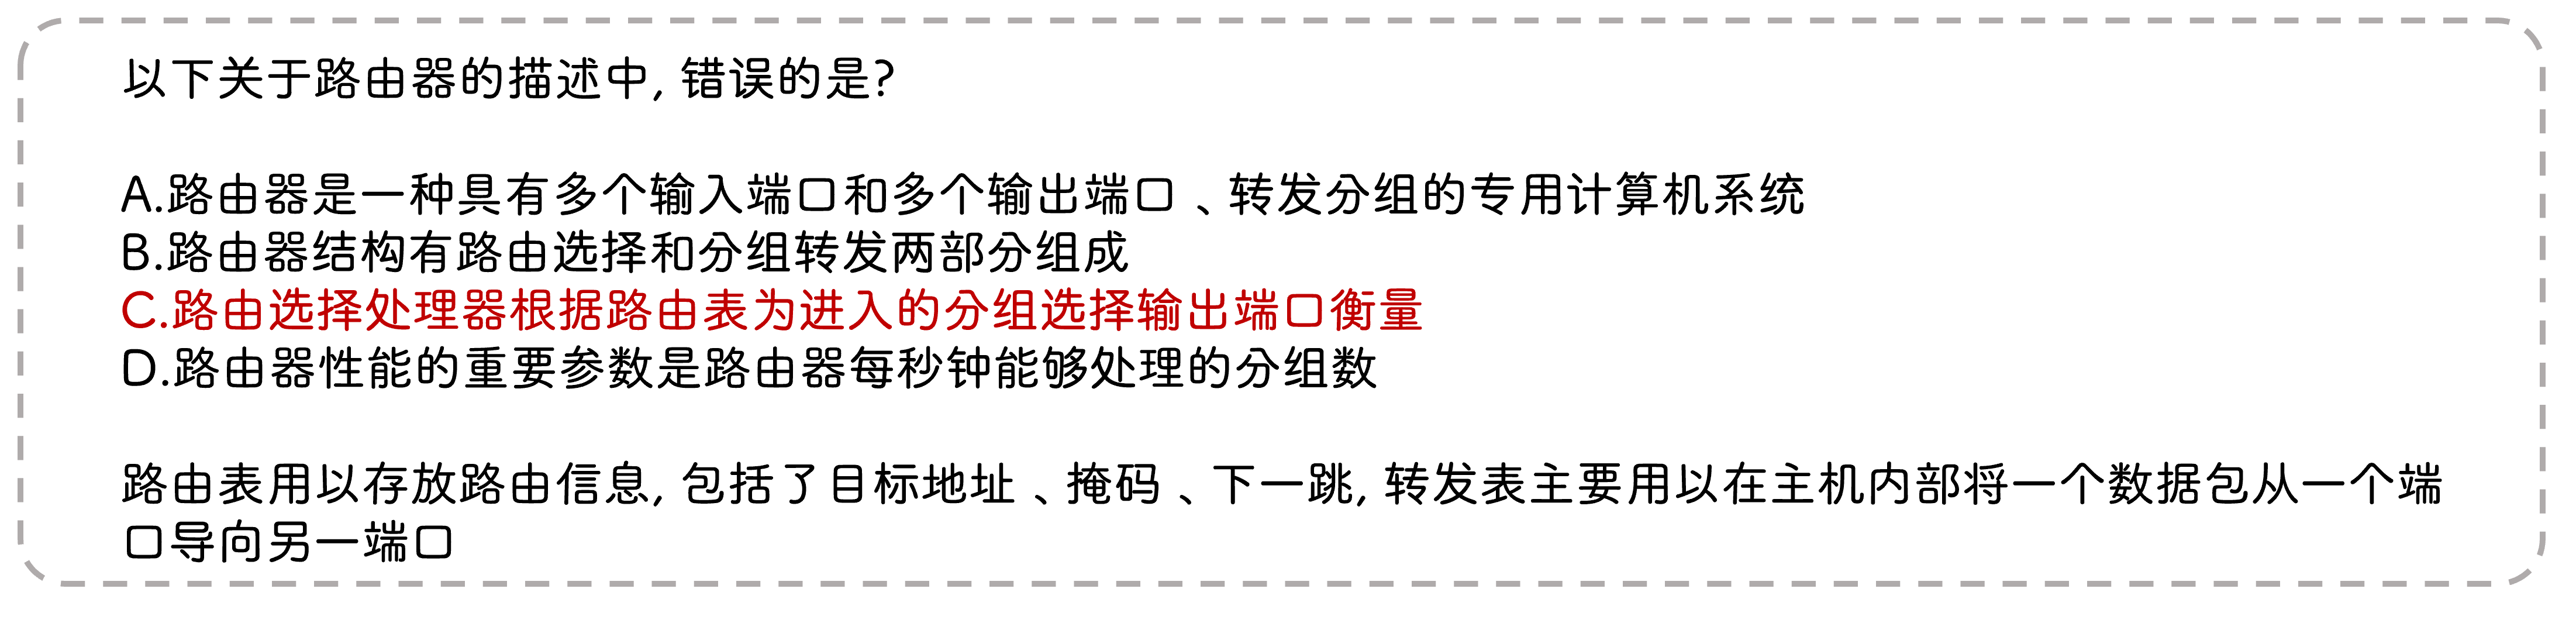 以下关于路由器的描述中, 错误的是?
A.路由器是一种具有多个输入端口和多个输出端口、转发分组的专用计算机系统
B.路由器结构有路由选择和分组转发两部分组成
C.路由选择处理器根据路由表为进入的分组选择输出端口衡量
D.路由器性能的重要参数是路由器每秒钟能够处理的分组数
路由表用以存放路由信息, 包括了目标地址、掩码、下一跳, 转发表主要用以在主机内部将一个数据包从一个端
口导向另一端口